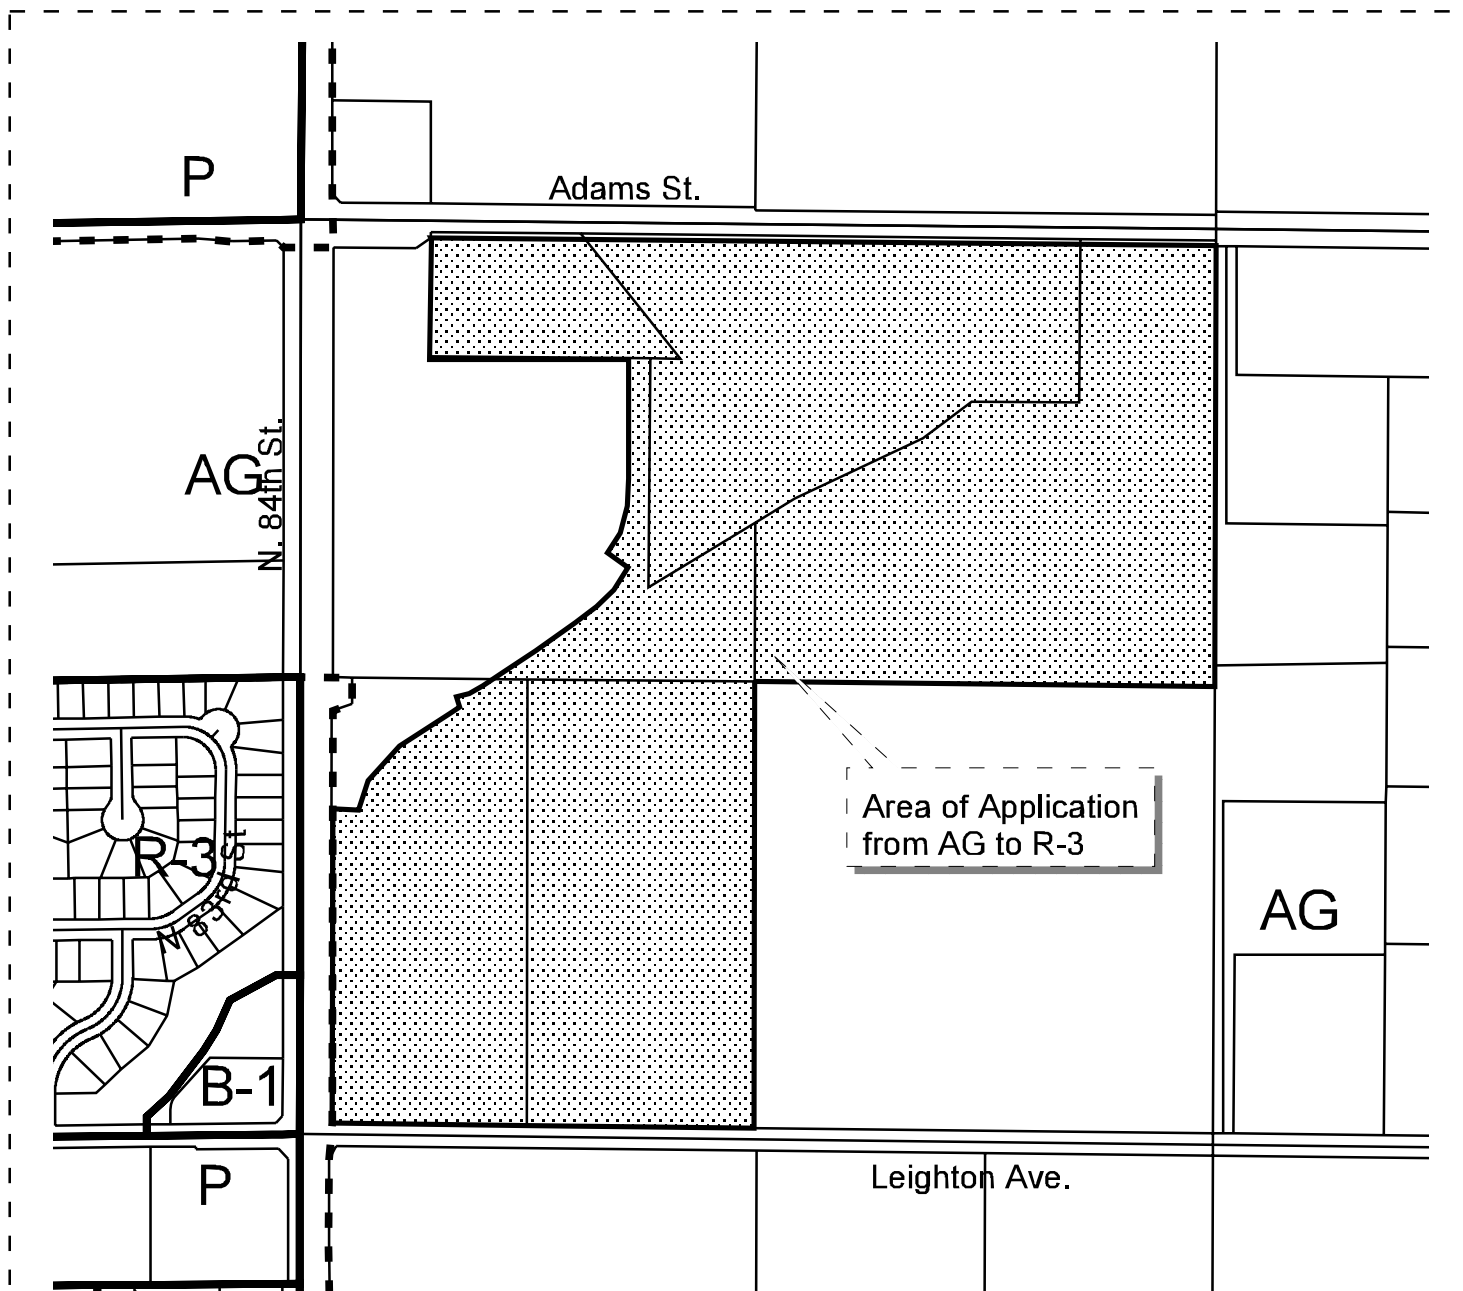 P
Adams St.
AG
N. 84th St.
Area of Application
from AG to R-3
R-3
N 83rd St
AG
B-1
P
Leighton Ave.